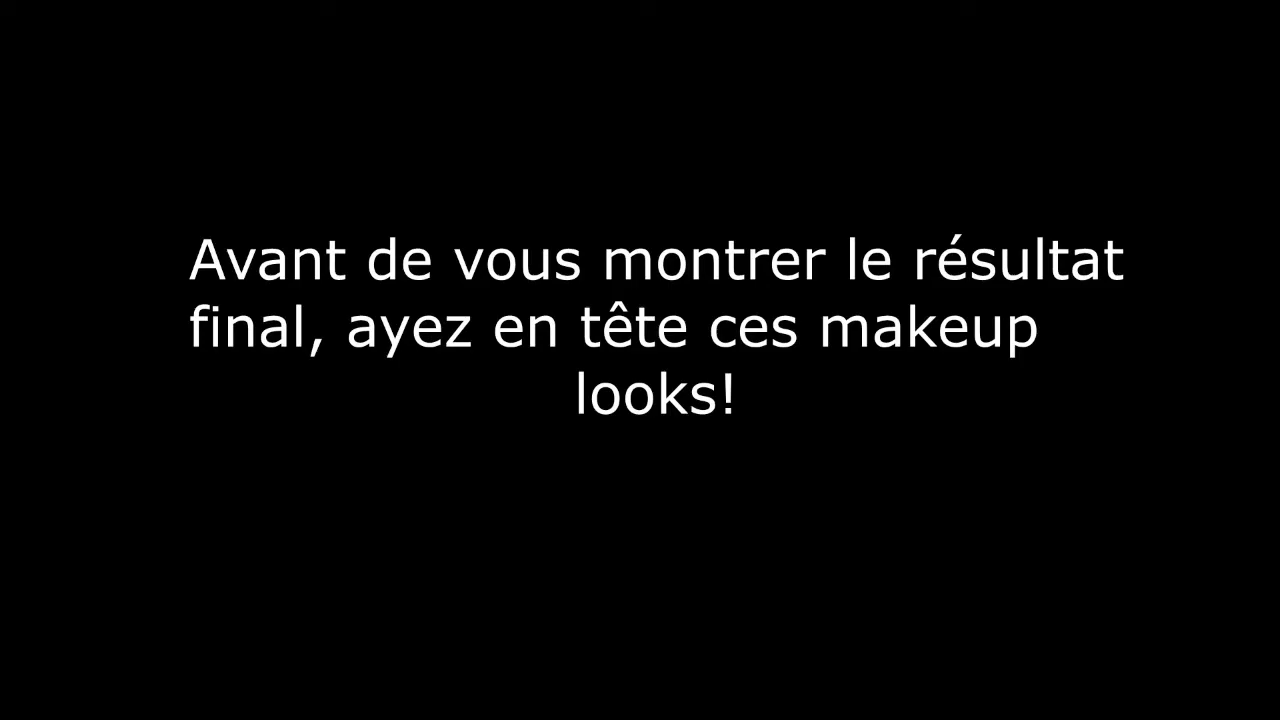 Avant de vous montrer le résultat
final, ayez en tête ces makeup
looks!